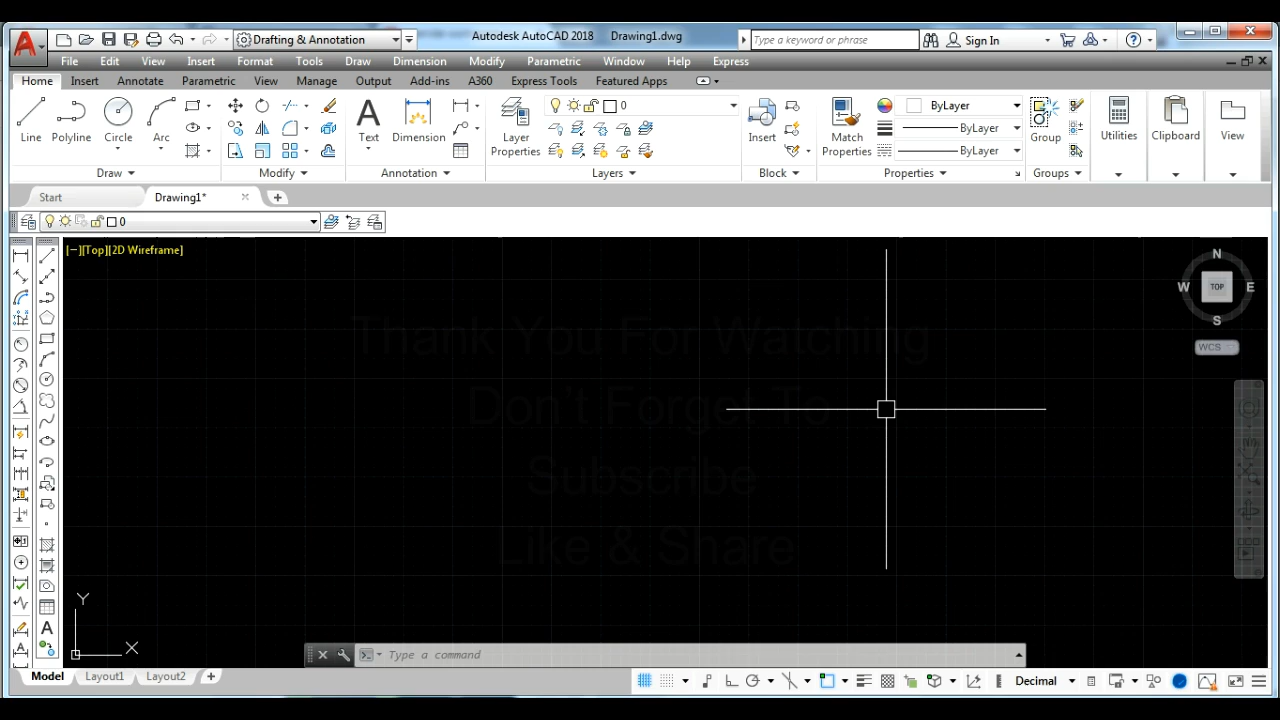 Autodesk AutoCAD 2018 Drawing1.dwg
Drafting & Annotation
Type a keyword or phrase
Sign In
File Edit View Insert Format Tools Draw Dimension Modify Parametric Window Help Express
Home Insert Annotate Parametric View Manage Output Add-ins A360 Express Tools Featured Apps
Line Polyline Circle Arc
Text Dimension
Layer Properties
0
Insert
Match Properties
ByLayer
ByLayer
ByLayer
Group
Utilities
Clipboard
View
Draw Modify Annotation Layers Block Properties Groups
Start Drawing1*
0
[−][Top][2D Wireframe]
N
W TOP E
S
WCS
Thank You For Watching
Don't Forget To
Subscribe
Like & Share
Y
X
Type a command
Model Layout1 Layout2
Decimal